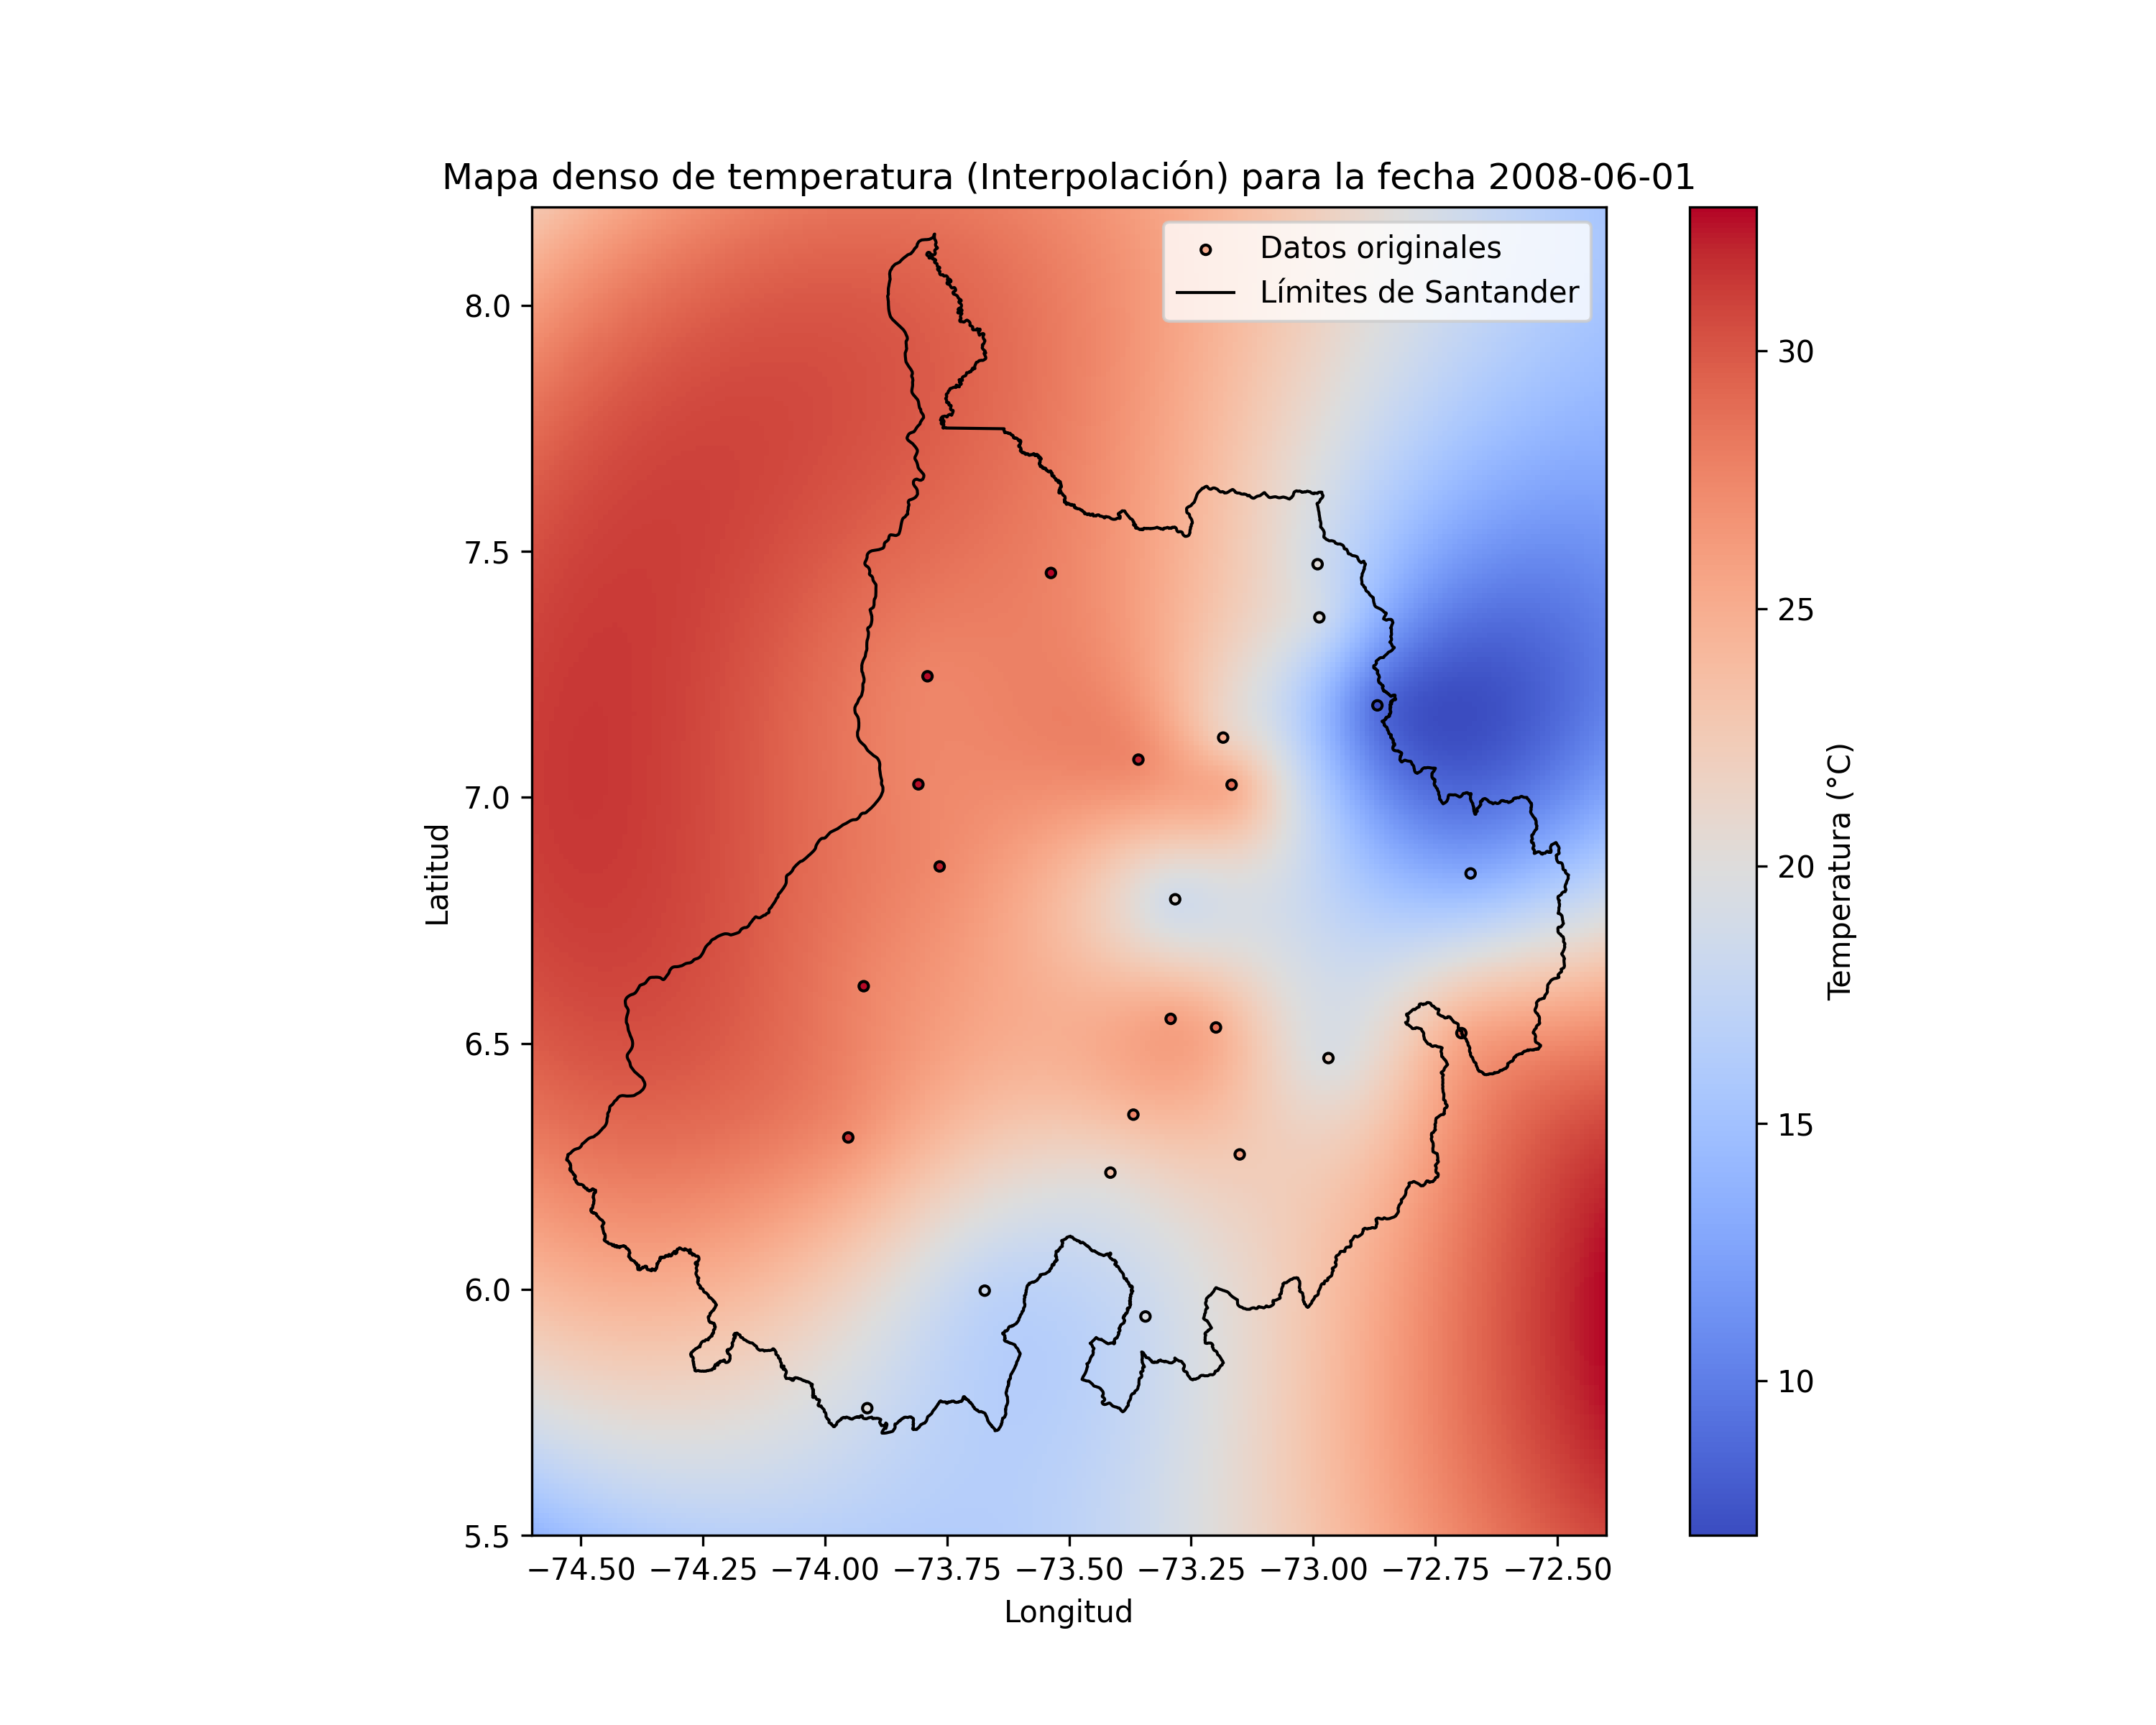 Mapa denso de temperatura (Interpolación) para la fecha 2008-06-01
Datos originales
Límites de Santander
8.0
7.5
7.0
6.5
6.0
5.5
Latitud
−74.50 −74.25 −74.00 −73.75 −73.50 −73.25 −73.00 −72.75 −72.50
Longitud
30
25
20
15
10
Temperatura (°C)